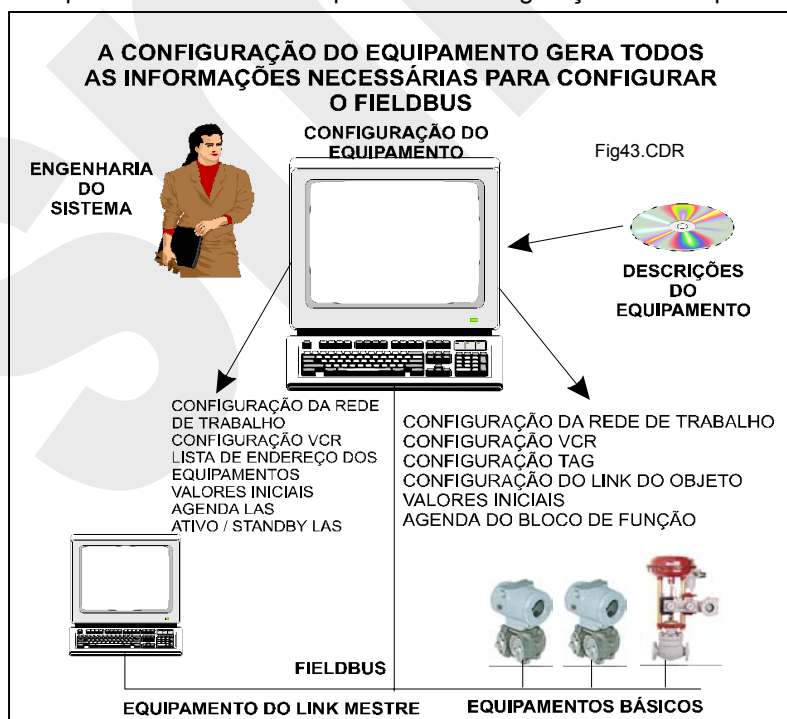 A CONFIGURAÇÃO DO EQUIPAMENTO GERA TODOS
AS INFORMAÇÕES NECESSÁRIAS PARA CONFIGURAR
O FIELDBUS
CONFIGURAÇÃO DO
EQUIPAMENTO
Fig43.CDR
ENGENHARIA
DO
SISTEMA
DESCRIÇÕES
DO
EQUIPAMENTO
CONFIGURAÇÃO DA REDE
DE TRABALHO
CONFIGURAÇÃO VCR
LISTA DE ENDEREÇO DOS
EQUIPAMENTOS
VALORES INICIAIS
AGENDA LAS
ATIVO / STANDBY LAS
CONFIGURAÇÃO DA REDE DE TRABALHO
CONFIGURAÇÃO VCR
CONFIGURAÇÃO TAG
CONFIGURAÇÃO DO LINK DO OBJETO
VALORES INICIAIS
AGENDA DO BLOCO DE FUNÇÃO
FIELDBUS
EQUIPAMENTO DO LINK MESTRE
EQUIPAMENTOS BÁSICOS